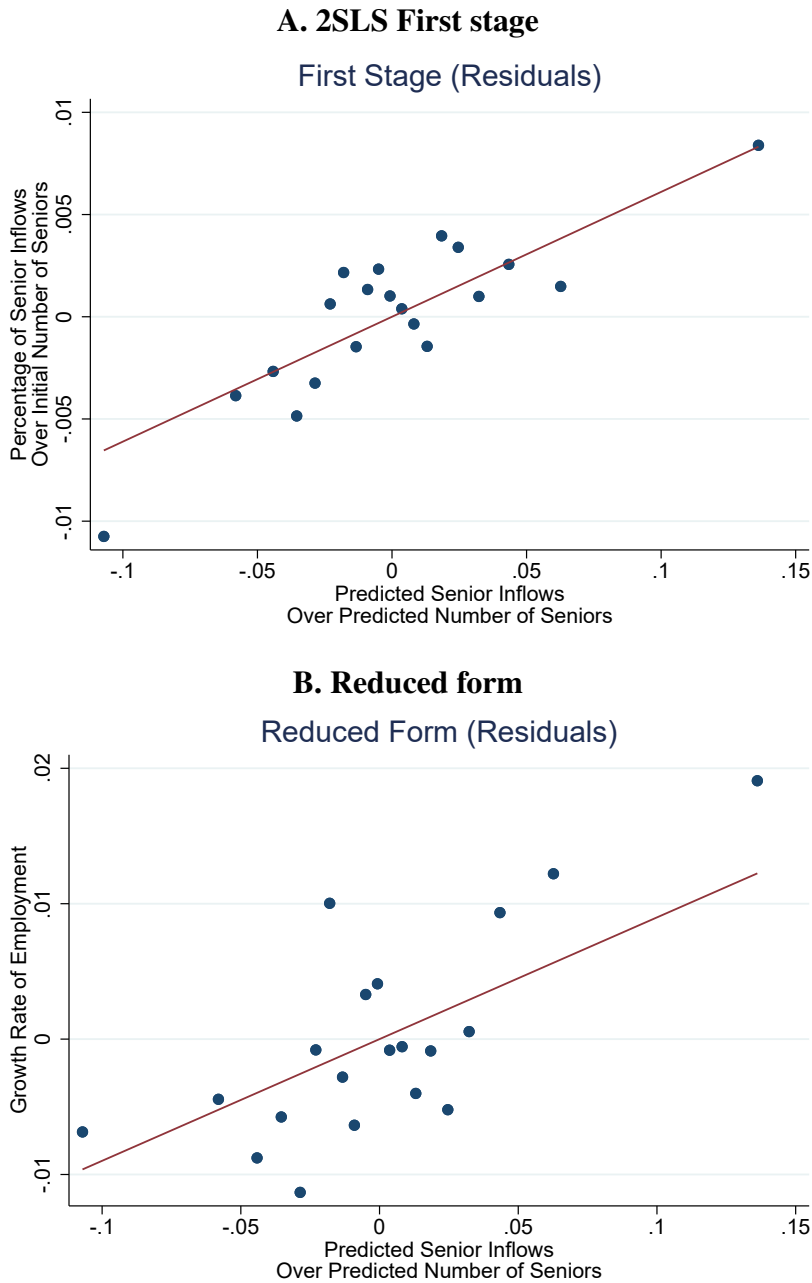 A. 2SLS First stage
First Stage (Residuals)
Percentage of Senior Inflows
Over Initial Number of Seniors
.01
.005
0
-.005
-.01
-.1
-.05
0
.05
.1
.15
Predicted Senior Inflows
Over Predicted Number of Seniors
B. Reduced form
Reduced Form (Residuals)
Growth Rate of Employment
.02
.01
0
-.01
-.1
-.05
0
.05
.1
.15
Predicted Senior Inflows
Over Predicted Number of Seniors